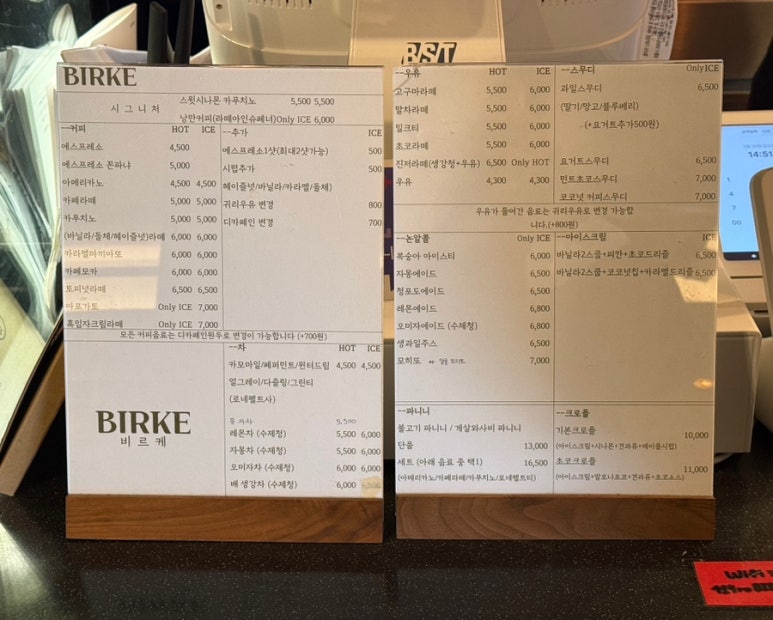 BIRKE
시그니처
스윗시나몬 카푸치노 5,500 5,500
낭만커피(라떼아인슈페너)Only ICE 6,000
--커피 HOT ICE
에스프레소 4,500
에스프레소 꼰파냐 5,000
아메리카노 4,500 4,500
카페라떼 5,000 5,000
카푸치노 5,000 5,000
(바닐라/돌체/헤이즐넛)라떼 6,000 6,000
카라멜마끼아또 6,000 6,000
카페모카 6,000 6,000
토피넛라떼 6,000 6,000
아포가토 Only ICE 7,000
흑임자크림라떼 Only ICE 7,000
--추가 ICE
에스프레소1샷(최대2샷가능) 500
시럽추가 500
헤이즐넛/바닐라/카라멜/돌체)
귀리우유 변경 800
디카페인 변경 700
모든 커피음료는 디카페인원두로 변경이 가능합니다 (+700원)
BIRKE
비르케
--차 HOT ICE
카모마일/페퍼민트/윈터드림 4,500 4,500
얼그레이/다즐링/그린티
(로네펠트사)
유자차 5,500
레몬차 (수제청) 5,500 6,000
자몽차 (수제청) 5,500 6,000
오미자차 (수제청) 6,000 6,000
배 생강차 (수제청) 6,000
BST
--우유 HOT ICE
고구마라떼 5,500 6,000
말차라떼 5,500 6,000
밀크티 5,500 6,000
초코라떼 5,500 6,000
진저라떼(생강청+우유) 6,500 Only HOT
우유 4,300 4,300
--스무디 Only ICE
과일스무디 6,500
(딸기/망고/블루베리)
(+요거트추가500원)
요거트스무디 6,500
민트초코스무디 7,000
코코넛 커피스무디 7,000
우유가 들어간 음료는 귀리우유로 변경 가능합
니다.(+800원)
--논알콜 Only ICE
복숭아 아이스티 6,000
자몽에이드 6,500
청포도에이드 6,500
레몬에이드 6,800
오미자에이드 (수제청) 6,800
생과일주스 6,500
모히또 7,000
--아이스크림 ICE
바닐라2스쿱+피칸+초코드리즐 6,500
바닐라2스쿱+코코넛칩+카라멜드리즐 6,500
--파니니
불고기 파니니 / 게살와사비 파니니
단품 13,000
세트 (아래 음료 중 택1) 16,500
(아메리카노/카페라떼/카푸치노/로네펠트티)
--크로플
기본크로플 10,000
(아이스크림+시나몬+견과류+메이플시럽)
초코크로플 11,000
(아이스크림+발로나초코+견과류+초코소스)
14:51
WiFi